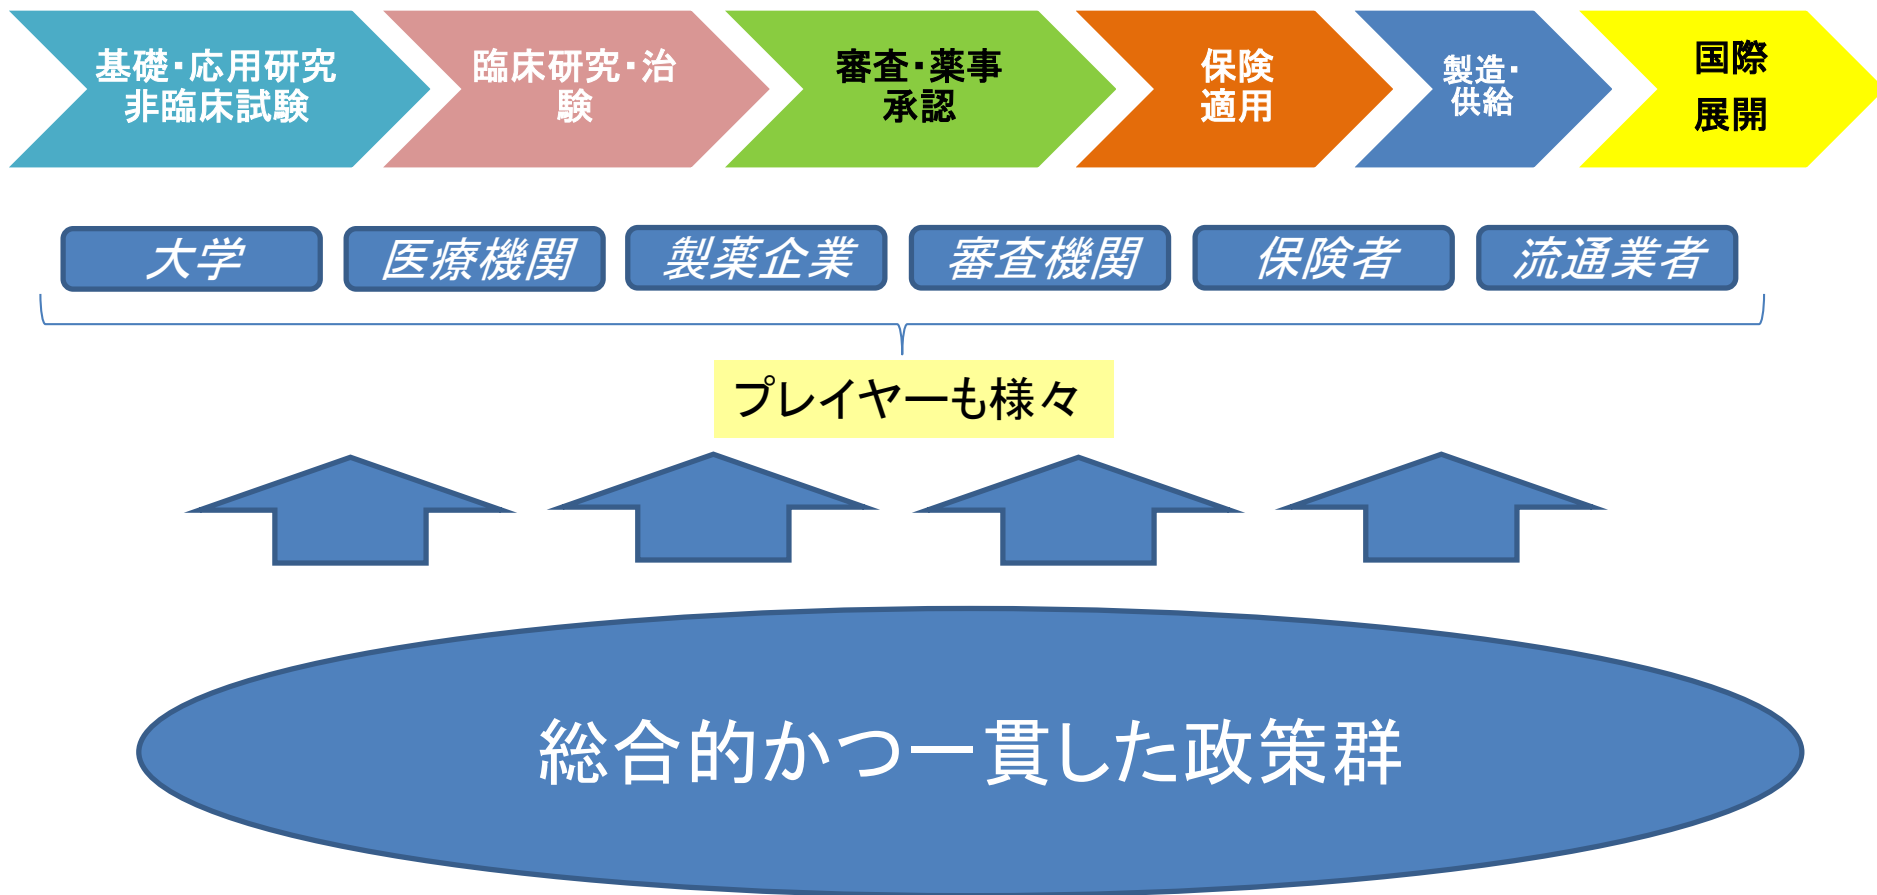 基礎・応用研究
非臨床試験
臨床研究・治
験
審査・薬事
承認
保険
適用
製造・
供給
国際
展開
大学
医療機関
製薬企業
審査機関
保険者
流通業者
プレイヤーも様々
総合的かつ一貫した政策群